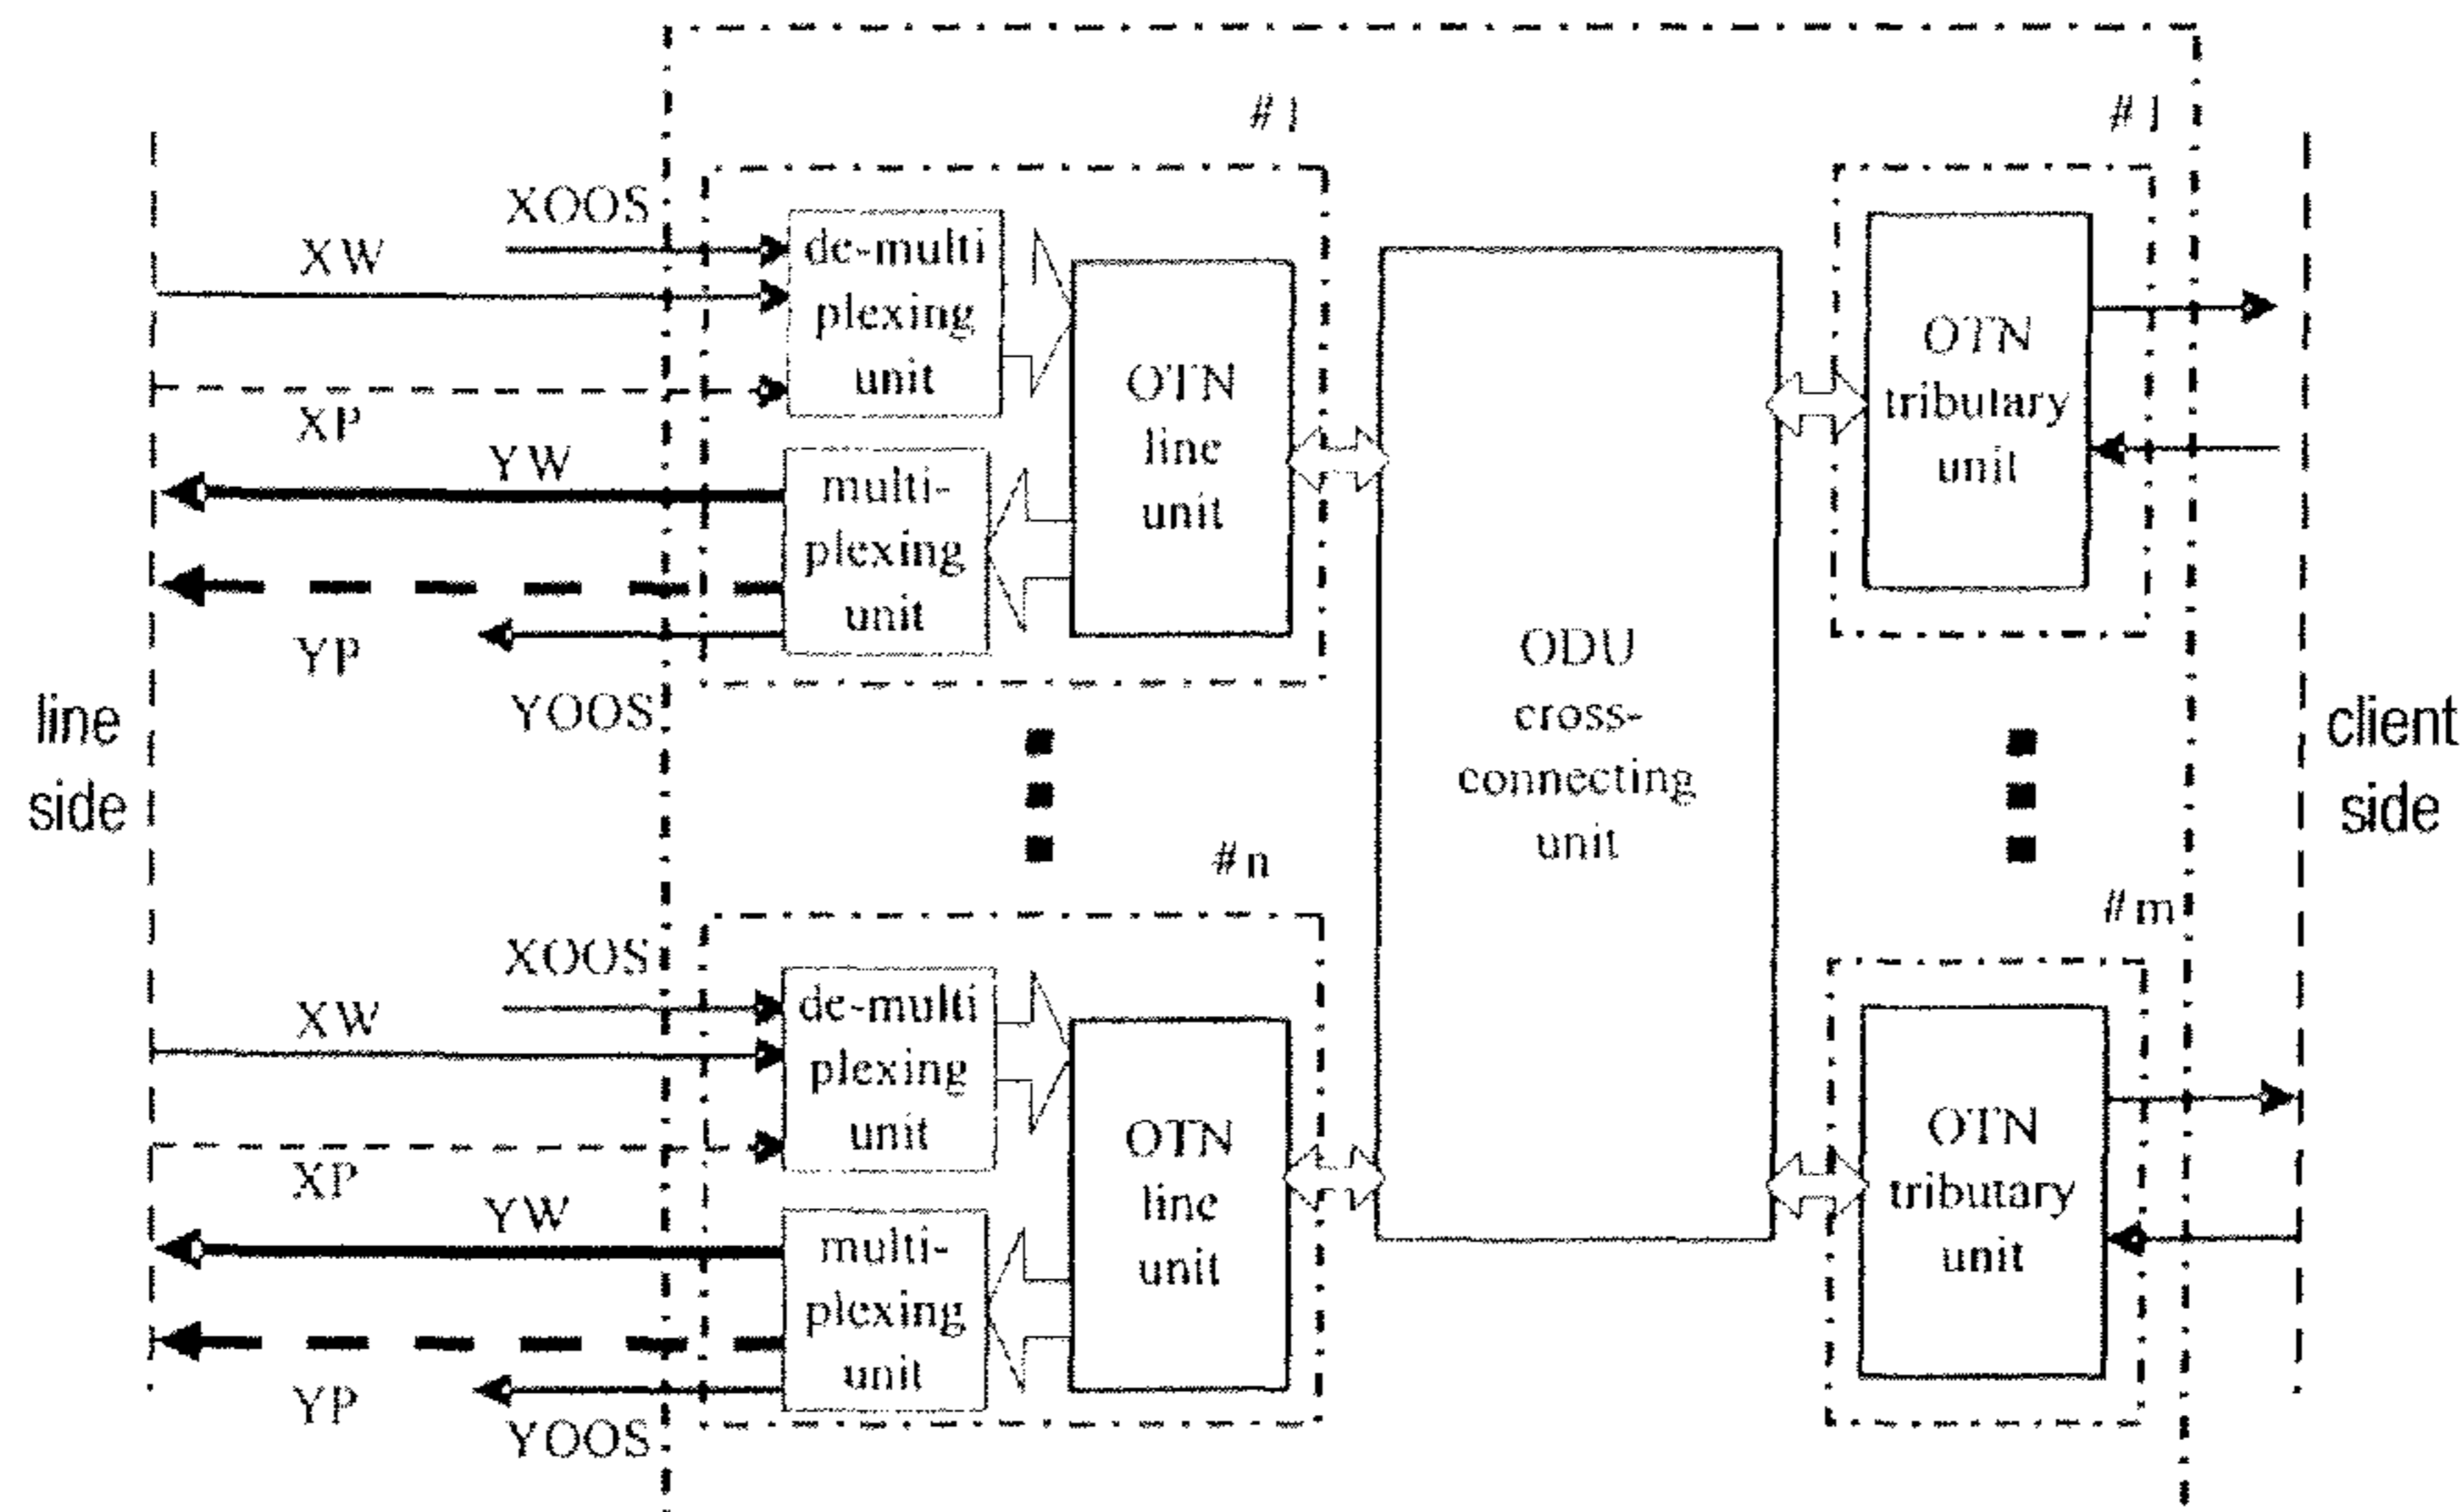 #1
#1
XOOS
XW
de-multi
plexing
unit
XP
YW
multi-
plexing
unit
YP
YOOS
OTN
line
unit
OTN
tributary
unit
line
side
ODU
cross-
connecting
unit
client
side
#n
#m
XOOS
XW
de-multi
plexing
unit
XP
YW
multi-
plexing
unit
YP
YOOS
OTN
line
unit
OTN
tributary
unit